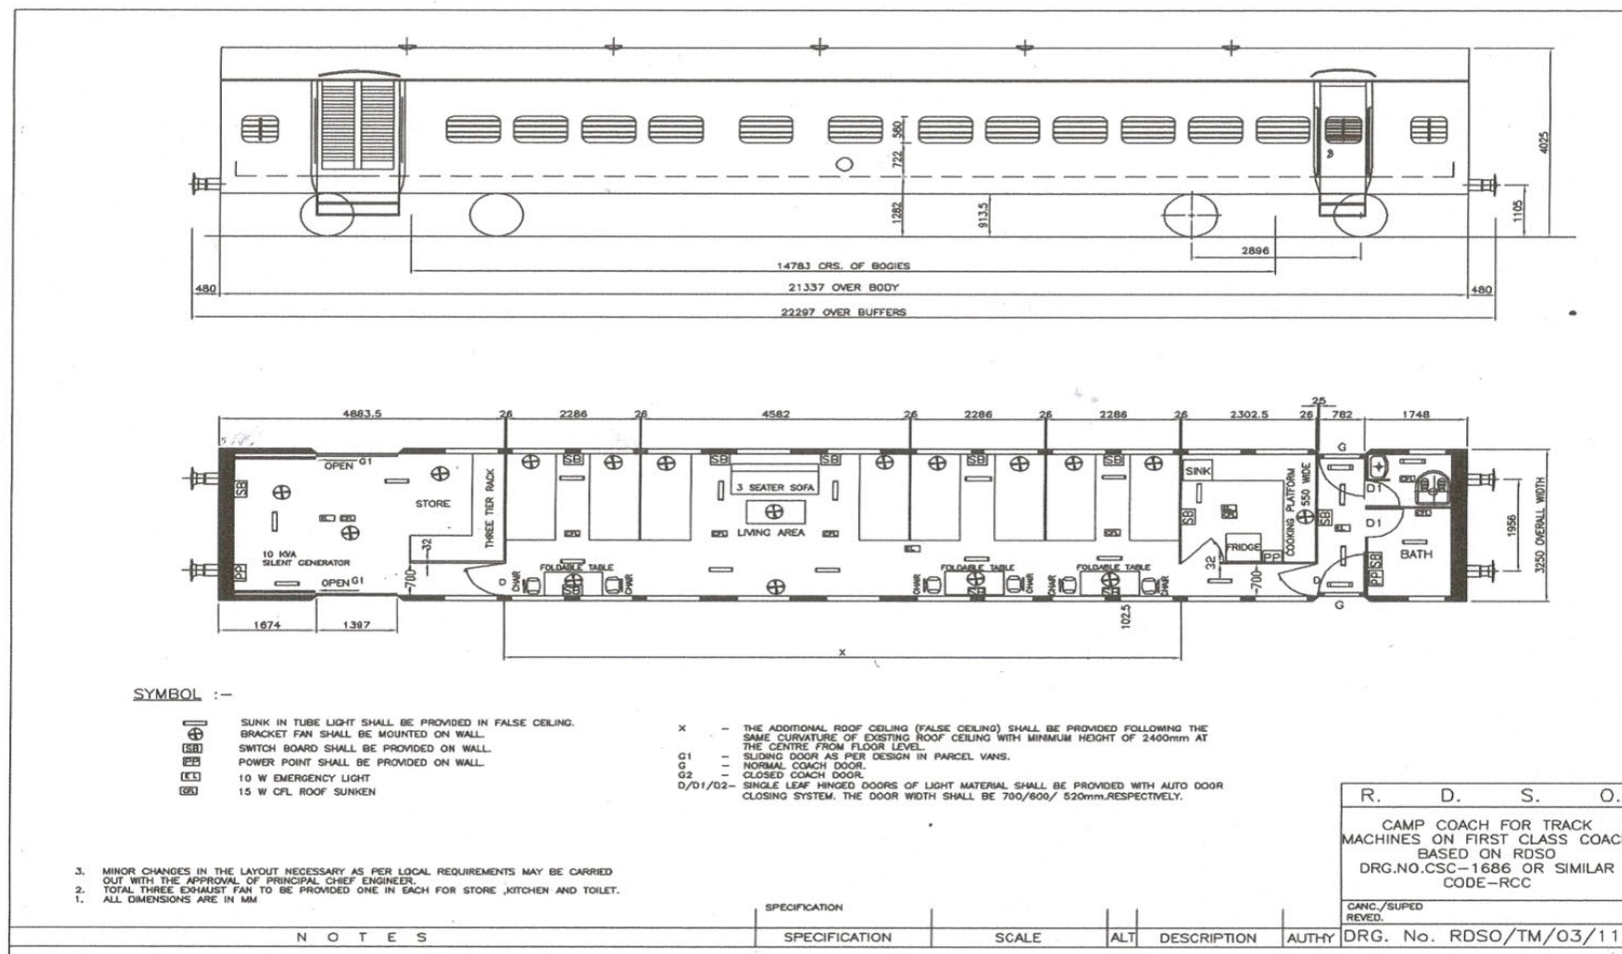 580
722
1282
913.5
4025
1105
2896
14783 CRS. OF BOGIES
480
21337 OVER BODY
480
22297 OVER BUFFERS
25
4883.5
26
2286
26
4582
26
2286
26
2286
26
2302.5
26
782
1748
OPEN G1
SB
SB
SB
SB
SB
SINK
G
STORE
THREE TIER RACK
3 SEATER SOFA
LIVING AREA
COOKING PLATFORM
550 WIDE
D1
D1
SB
SB
SB
EL
CFL
10 KVA
SILENT GENERATOR
32
FRIDGE
PP
BATH
SB
PP
PP
OPEN G1
700
D
CHAIR
FOLDABLE TABLE
SB
CHAIR
CHAIR
FOLDABLE TABLE
SB
CHAIR
CHAIR
FOLDABLE TABLE
SB
CHAIR
32
700
D
G
1956
3250 OVERALL WIDTH
1674
1397
102.5
X
SYMBOL :-
SUNK IN TUBE LIGHT SHALL BE PROVIDED IN FALSE CEILING.
BRACKET FAN SHALL BE MOUNTED ON WALL.
SB SWITCH BOARD SHALL BE PROVIDED ON WALL.
PP POWER POINT SHALL BE PROVIDED ON WALL.
EL 10 W EMERGENCY LIGHT
CFL 15 W CFL ROOF SUNKEN
X - THE ADDITIONAL ROOF CEILING (FALSE CEILING) SHALL BE PROVIDED FOLLOWING THE
SAME CURVATURE OF EXISTING ROOF CEILING WITH MINIMUM HEIGHT OF 2400mm AT
THE CENTRE FROM FLOOR LEVEL.
G1 - SLIDING DOOR AS PER DESIGN IN PARCEL VANS.
G - NORMAL COACH DOOR.
G2 - CLOSED COACH DOOR.
D/D1/D2- SINGLE LEAF HINGED DOORS OF LIGHT MATERIAL SHALL BE PROVIDED WITH AUTO DOOR
CLOSING SYSTEM. THE DOOR WIDTH SHALL BE 700/600/ 520mm.RESPECTIVELY.
3. MINOR CHANGES IN THE LAYOUT NECESSARY AS PER LOCAL REQUIREMENTS MAY BE CARRIED
OUT WITH THE APPROVAL OF PRINCIPAL CHIEF ENGINEER.
2. TOTAL THREE EXHAUST FAN TO BE PROVIDED ONE IN EACH FOR STORE ,KITCHEN AND TOILET.
1. ALL DIMENSIONS ARE IN MM
N O T E S
SPECIFICATION
SPECIFICATION
SCALE
ALT
DESCRIPTION
AUTHY
R. D. S. O.
CAMP COACH FOR TRACK
MACHINES ON FIRST CLASS COAC
BASED ON RDSO
DRG.NO.CSC-1686 OR SIMILAR
CODE-RCC
CANC./SUPED
REVED.
DRG. No. RDSO/TM/03/11